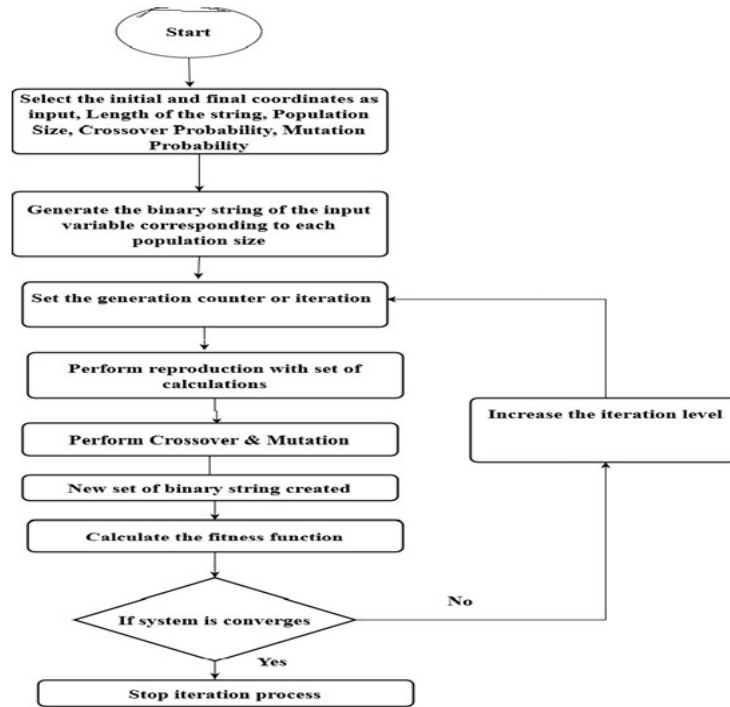 Start
Select the initial and final coordinates as
input, Length of the string, Population
Size, Crossover Probability, Mutation
Probability
Generate the binary string of the input
variable corresponding to each
population size
Set the generation counter or iteration
Perform reproduction with set of
calculations
Increase the iteration level
Perform Crossover & Mutation
New set of binary string created
Calculate the fitness function
If system is converges
No
Yes
Stop iteration process